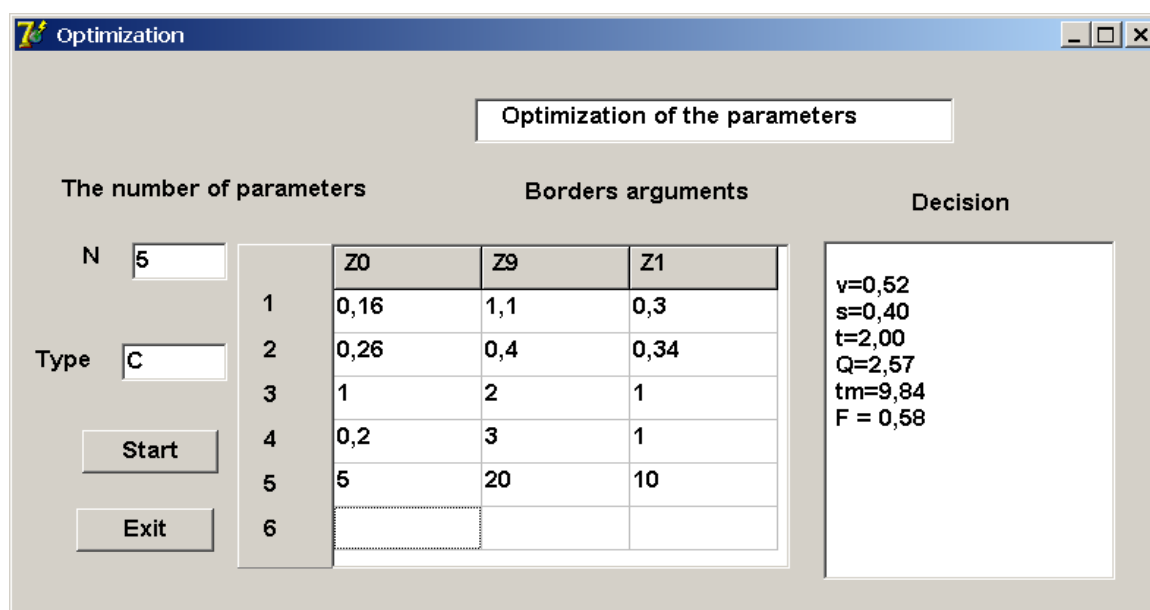 Optimization
Optimization of the parameters
The number of parameters
Borders arguments
Decision
N 5
Type C
Start
Exit
Z0 Z9 Z1
1 0,16 1,1 0,3
2 0,26 0,4 0,34
3 1 2 1
4 0,2 3 1
5 5 20 10
6
v=0,52
s=0,40
t=2,00
Q=2,57
tm=9,84
F = 0,58